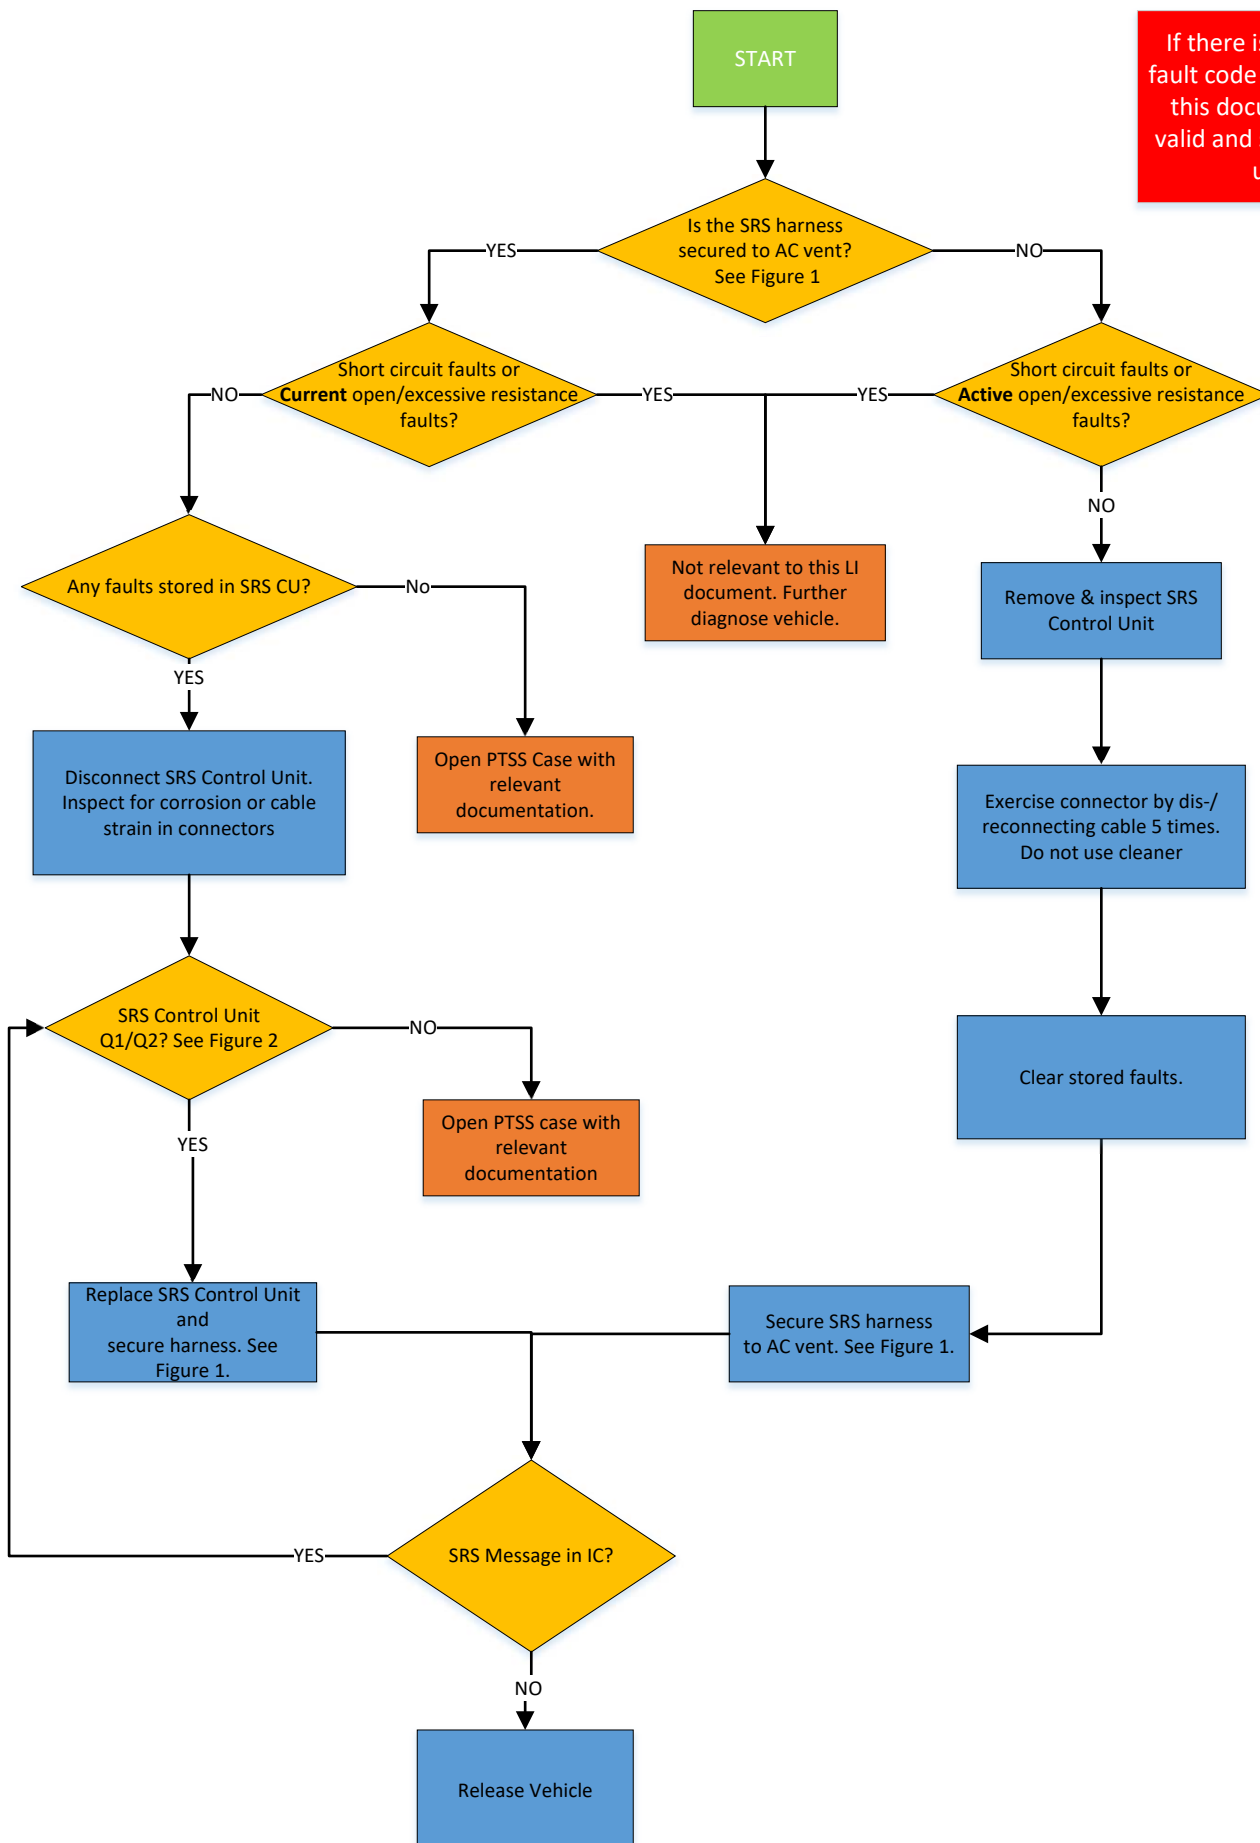 START
If there is
fault code
this docu
valid and
u
Is the SRS harness
secured to AC vent?
See Figure 1
YES
NO
Short circuit faults or
Current open/excessive resistance
faults?
Short circuit faults or
Active open/excessive resistance
faults?
NO
YES
YES
NO
Any faults stored in SRS CU?
No
YES
Not relevant to this LI
document. Further
diagnose vehicle.
Remove & inspect SRS
Control Unit
Disconnect SRS Control Unit.
Inspect for corrosion or cable
strain in connectors
Open PTSS Case with
relevant
documentation.
Exercise connector by dis-/
reconnecting cable 5 times.
Do not use cleaner
SRS Control Unit
Q1/Q2? See Figure 2
NO
YES
Open PTSS case with
relevant
documentation
Clear stored faults.
Replace SRS Control Unit
and
secure harness. See
Figure 1.
Secure SRS harness
to AC vent. See Figure 1.
SRS Message in IC?
YES
NO
Release Vehicle